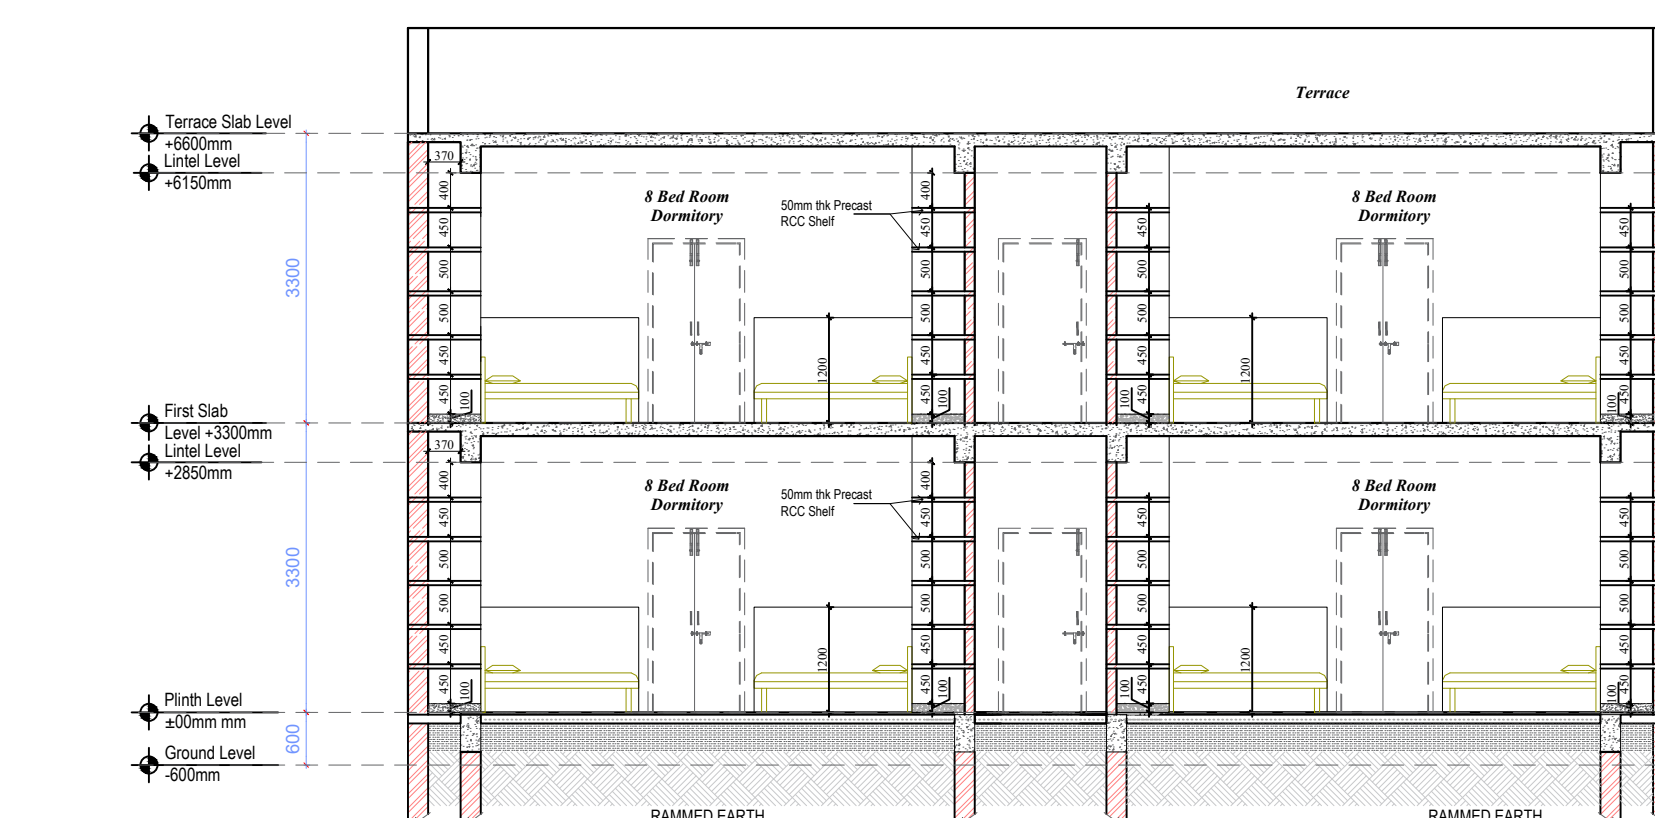 Terrace
Terrace Slab Level
+6600mm
Lintel Level
+6150mm
370
400
450
500
500
450
450
100
8 Bed Room
Dormitory
50mm thk Precast
RCC Shelf
1200
400
450
500
500
450
450
100
450
500
500
450
450
100
8 Bed Room
Dormitory
1200
450
500
500
450
450
100
3300
First Slab
Level +3300mm
Lintel Level
+2850mm
370
400
450
500
500
450
450
100
8 Bed Room
Dormitory
50mm thk Precast
RCC Shelf
1200
400
450
500
500
450
450
100
450
500
500
450
450
100
8 Bed Room
Dormitory
1200
450
500
500
450
450
100
3300
Plinth Level
±00mm mm
600
Ground Level
-600mm
RAMMED EARTH
RAMMED EARTH